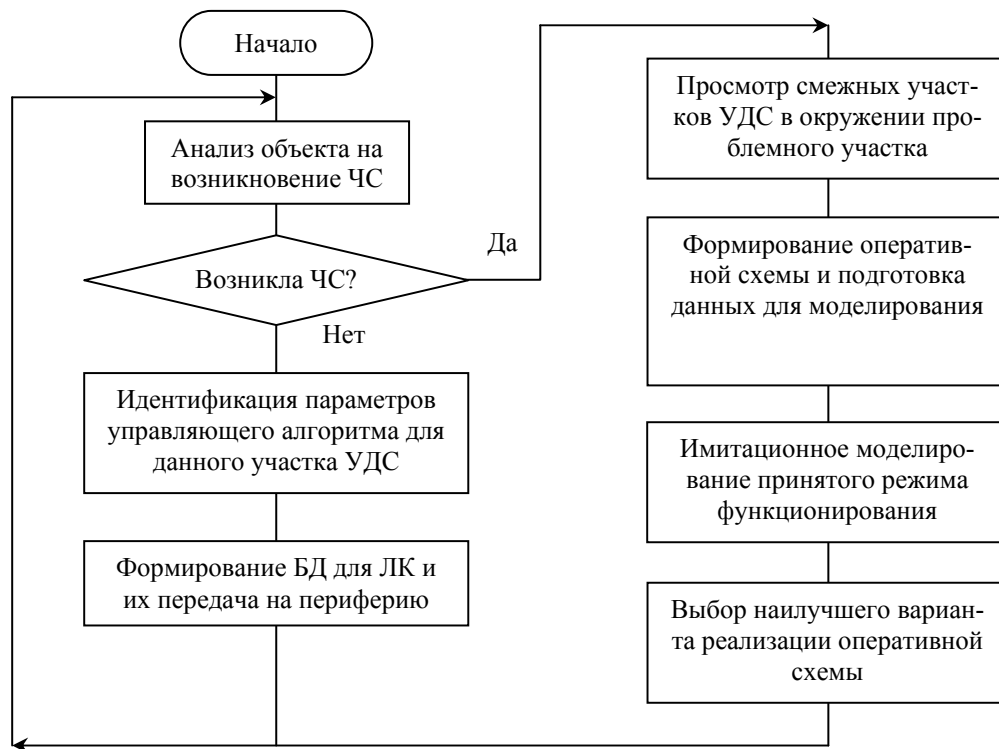 Начало
Анализ объекта на
возникновение ЧС
Возникла ЧС?
Да
Нет
Идентификация параметров
управляющего алгоритма для
данного участка УДС
Формирование БД для ЛК и
их передача на периферию
Просмотр смежных участ-
ков УДС в окружении про-
блемного участка
Формирование оператив-
ной схемы и подготовка
данных для моделирования
Имитационное моделиро-
вание принятого режима
функционирования
Выбор наилучшего вариан-
та реализации оперативной
схемы